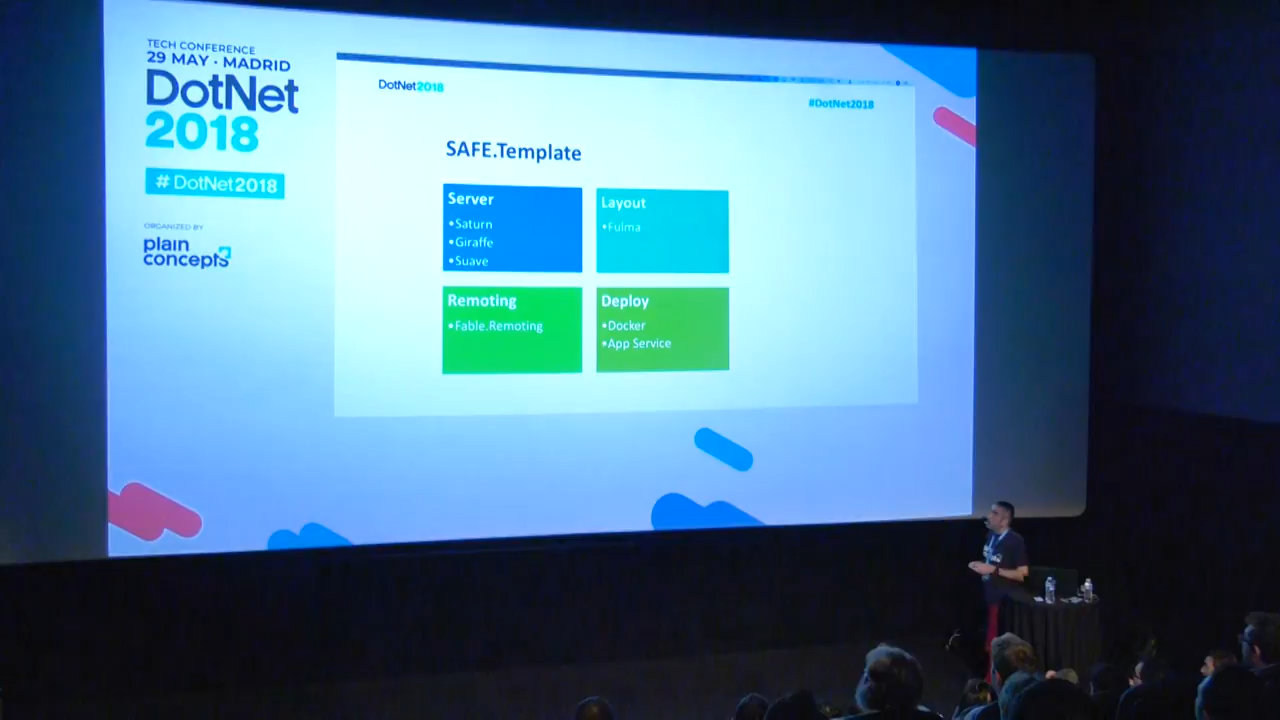 TECH CONFERENCE
29 MAY · MADRID
DotNet
2018
# DotNet2018
ORGANIZED BY
plain
concepts
DotNet2018
#DotNet2018
SAFE.Template
Server
•Saturn
•Giraffe
•Suave
Layout
•Fulma
Remoting
•Fable.Remoting
Deploy
•Docker
•App Service